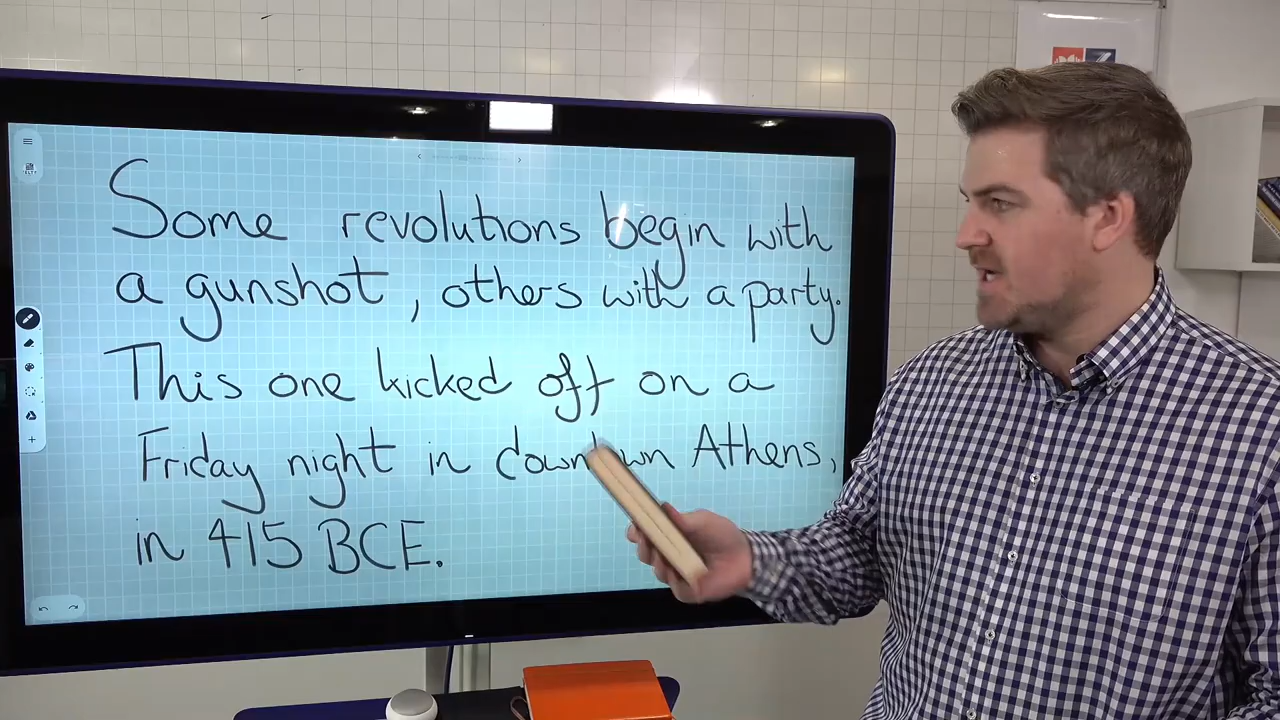 Some revolutions begin with
a gunshot, others with a party.
This one kicked off on a
Friday night in downtown Athens,
in 415 BCE.